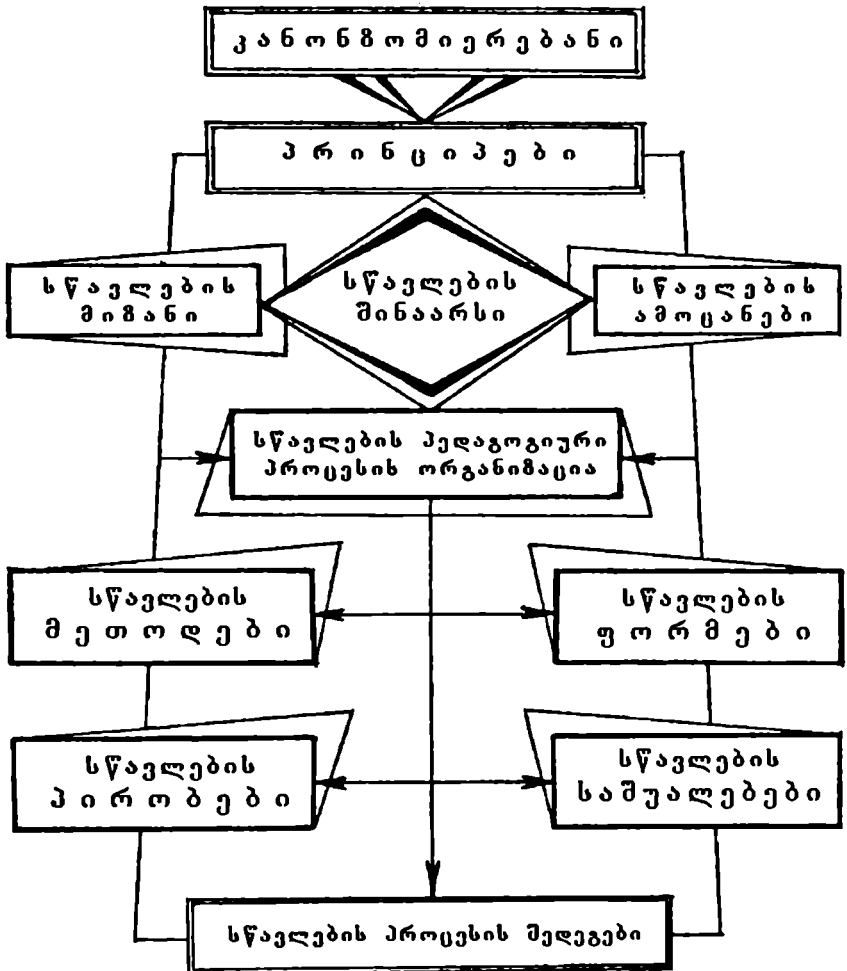 კანონზომიერებანი
პრინციპები
სწავლების
მიზანი
სწავლების
შინაარსი
სწავლების
ამოცანები
სწავლების პედაგოგიური
პროცესის ორგანიზაცია
სწავლების
მეთოდები
სწავლების
ფორმები
სწავლების
პირობები
სწავლების
საშუალებები
სწავლების პროცესის შედეგები